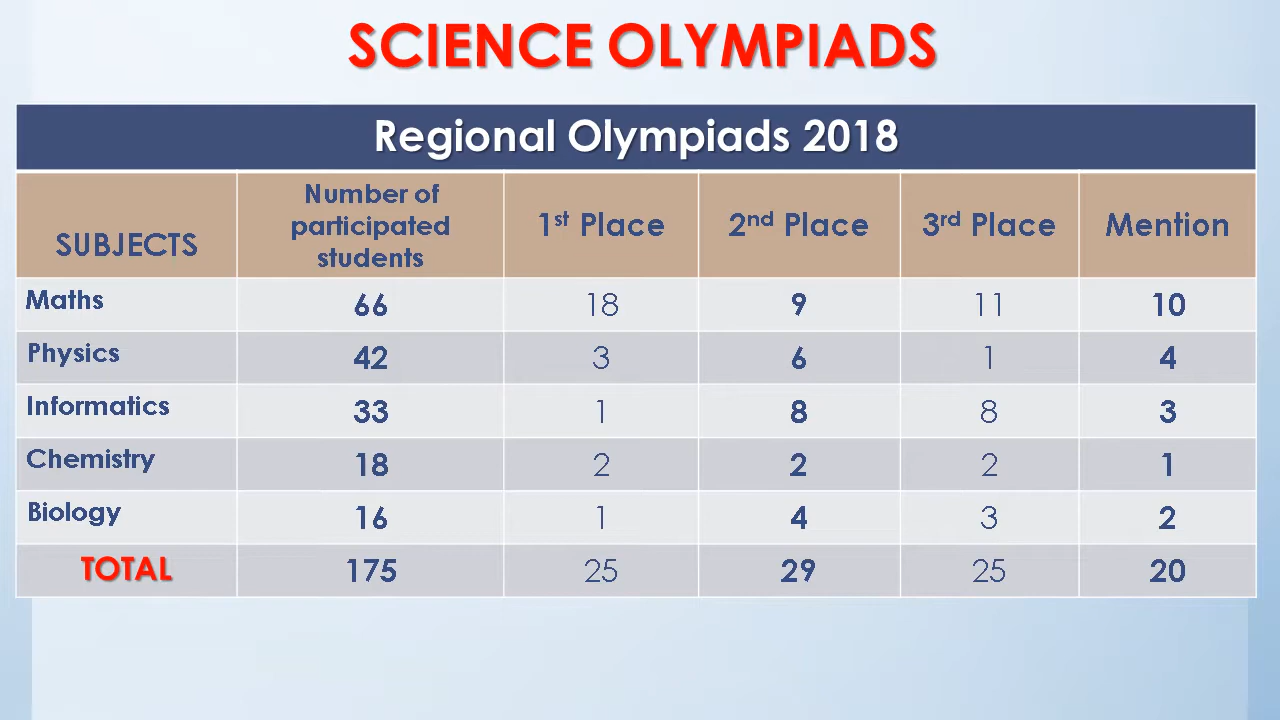 SCIENCE OLYMPIADS
Regional Olympiads 2018
SUBJECTS Number of participated students 1st Place 2nd Place 3rd Place Mention
Maths 66 18 9 11 10
Physics 42 3 6 1 4
Informatics 33 1 8 8 3
Chemistry 18 2 2 2 1
Biology 16 1 4 3 2
TOTAL 175 25 29 25 20